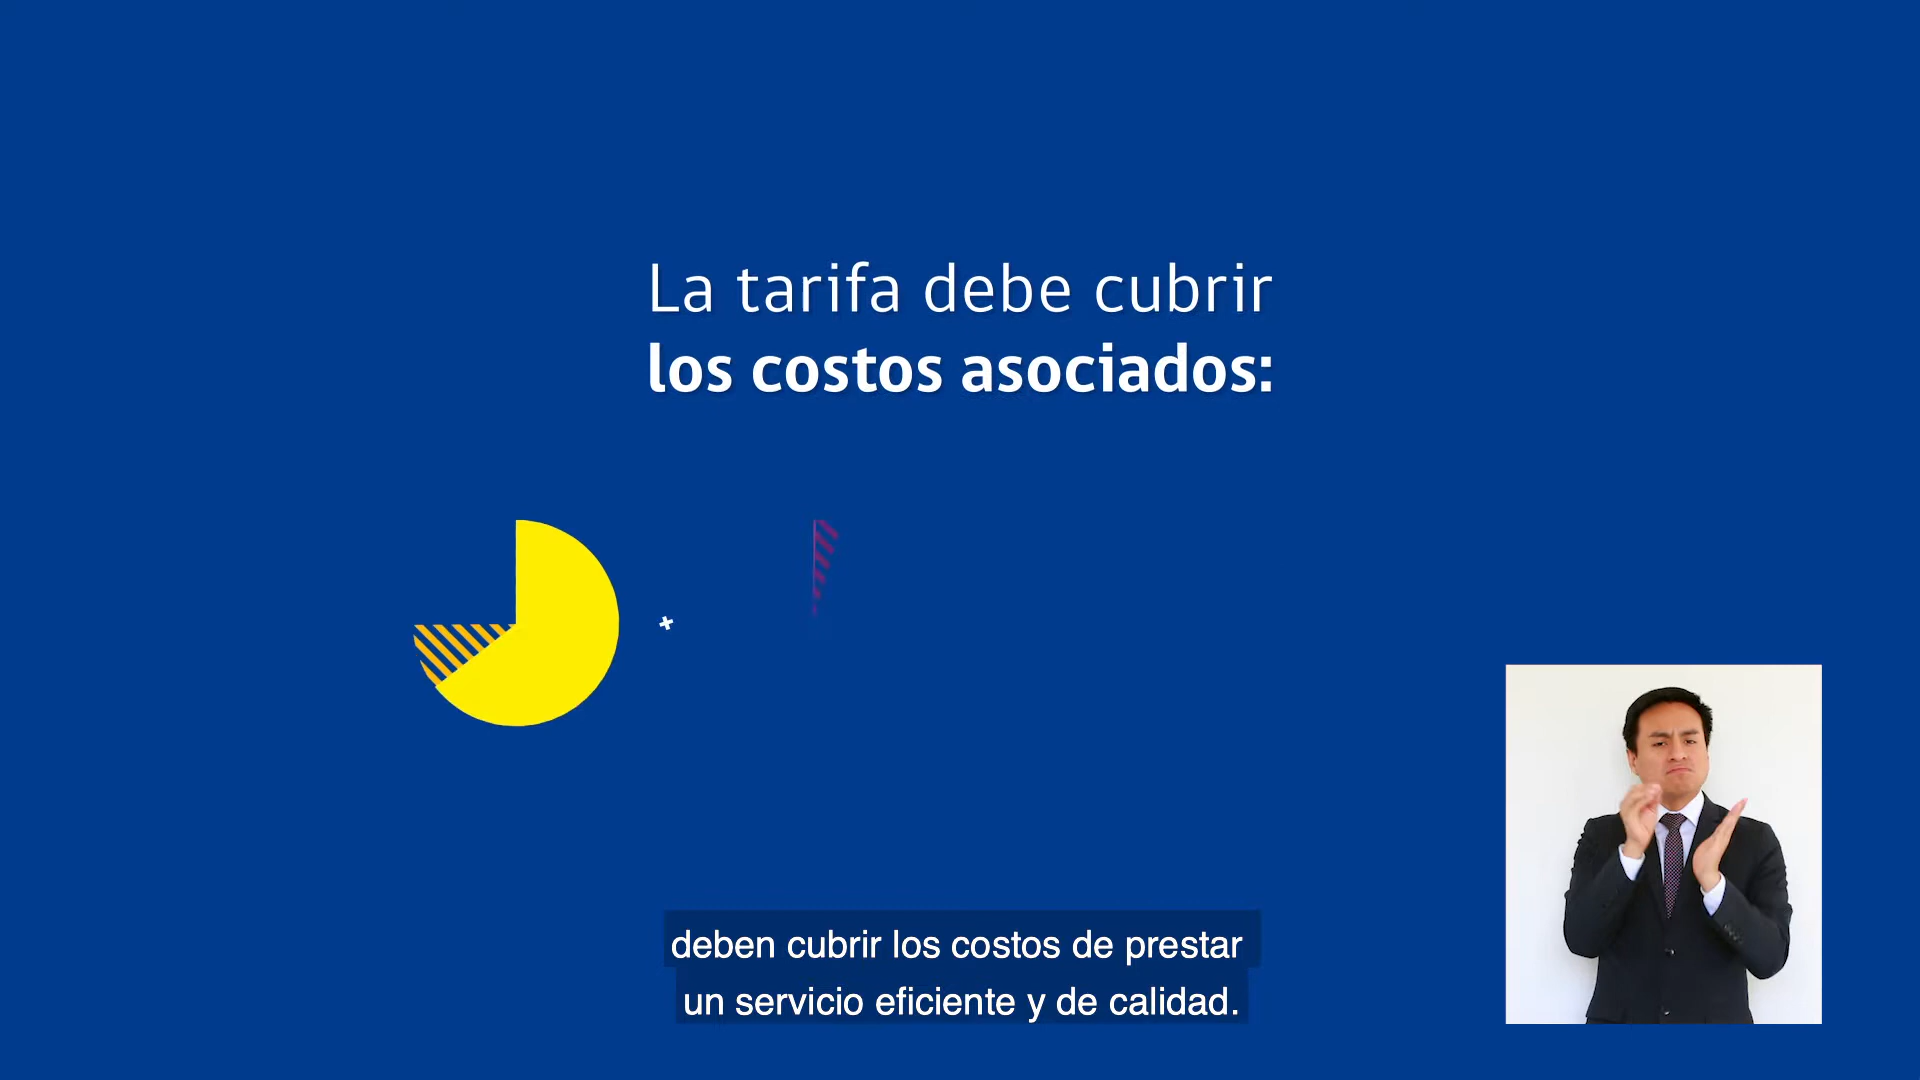 La tarifa debe cubrir
los costos asociados:
deben cubrir los costos de prestar
un servicio eficiente y de calidad.